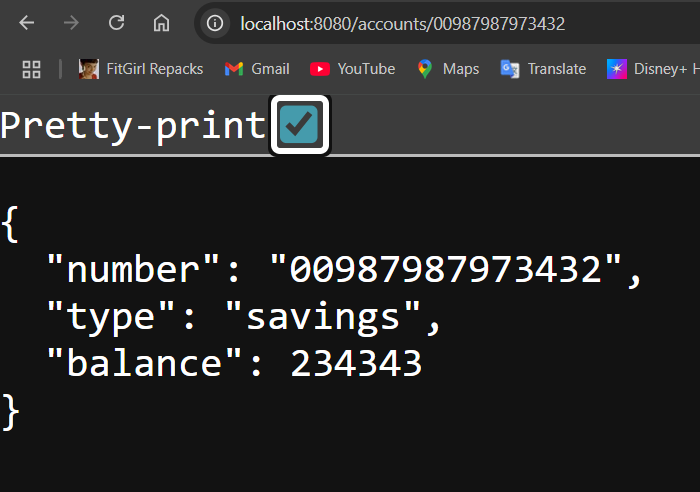 localhost:8080/accounts/00987987973432
FitGirl Repacks Gmail YouTube Maps Translate Disney+ H
Pretty-print
{
"number": "00987987973432",
"type": "savings",
"balance": 234343
}